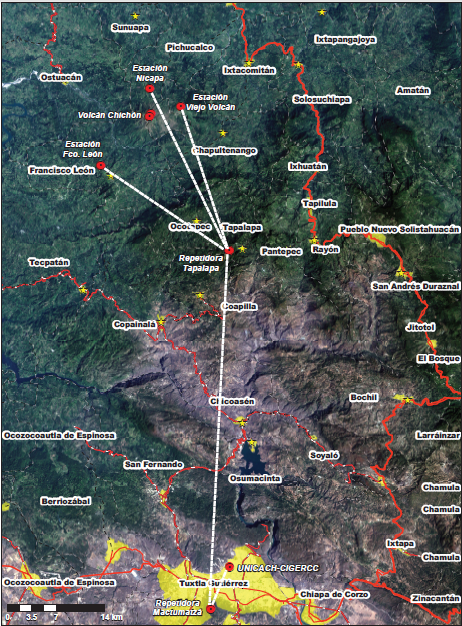 Sunuapa
Ixtapangajoya
Pichucalco
Ixtacomitán
Estación
Nicapa
Ostuacán
Amatán
Estación
Viejo Volcán
Solosuchiapa
Volcán Chichón
Estación
Fco. León
Chapultenango
Francisco León
Ixhuatán
Tapilula
Ocotepec
Tapalapa
Pueblo Nuevo Solistahuacán
Pantepec
Rayón
Repetidora
Tapalapa
Tecpatán
San Andrés Duraznal
Coapilla
Copainalá
Jitotol
El Bosque
Chicoasén
Bochil
Ocozocoautla de Espinosa
Larráinzar
San Fernando
Soyaló
Osumacinta
Chamula
Berriozábal
Chamula
Ixtapa
Chamula
UNICACH-CIGERCC
Ocozocoautla de Espinosa
Tuxtla Gutiérrez
Chiapa de Corzo
Zinacantán
Repetidora
Mactumatzá
0 3.5 7 14 km